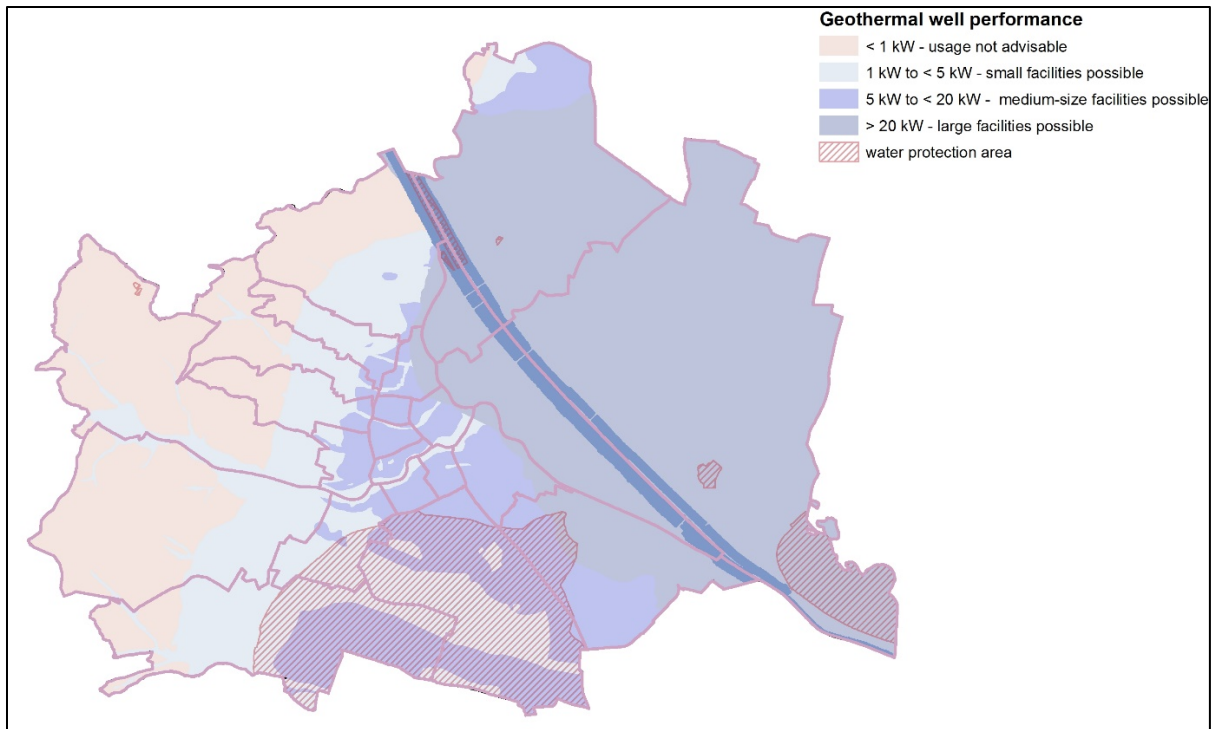 Geothermal well performance
< 1 kW - usage not advisable
1 kW to < 5 kW - small facilities possible
5 kW to < 20 kW - medium-size facilities possible
> 20 kW - large facilities possible
water protection area